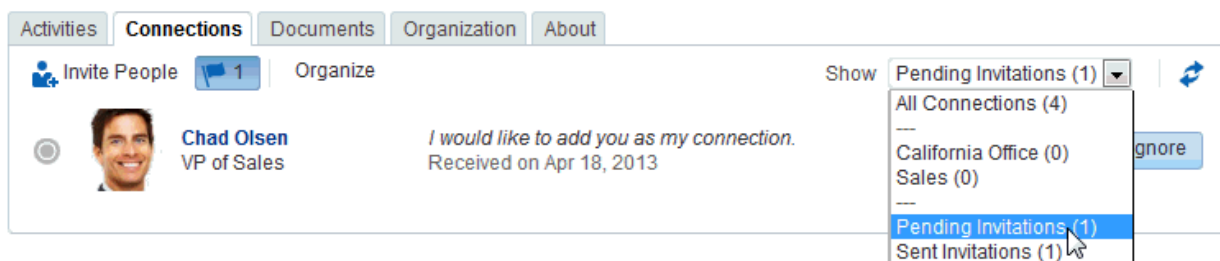 Activities Connections Documents Organization About
Invite People 1 Organize Show Pending Invitations (1)
All Connections (4)
---
Chad Olsen I would like to add you as my connection.
California Office (0) gnore
VP of Sales Received on Apr 18, 2013
Sales (0)
---
Pending Invitations (1)
Sent Invitations (1)